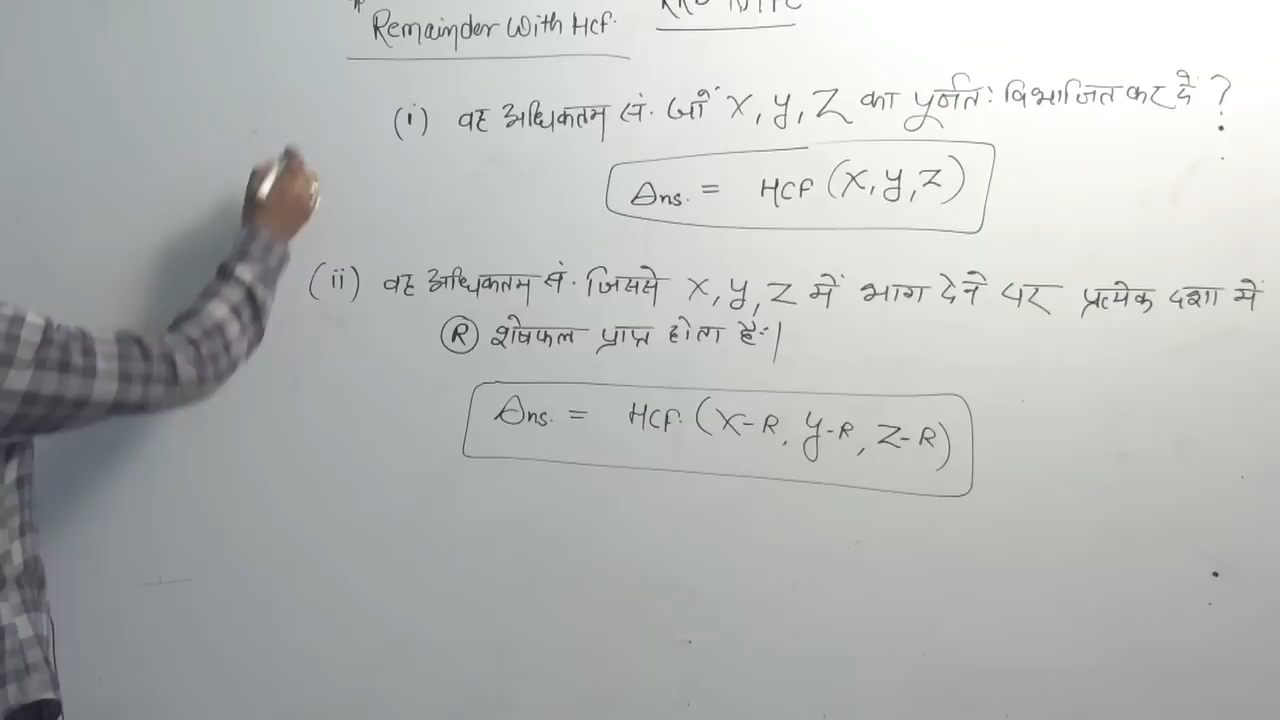 Remainder With Hcf.
(i) वह अधिकतम सं. जो X, y, Z का पूर्णत: विभाजित कर दे ?
Ans. = HCF (X, y, Z)
(ii) वह अधिकतम सं. जिससे X, y, Z में भाग देने पर प्रत्येक दशा में
R शेषफल प्राप्त होता है।
Ans. = HCF. (X-R, y-R, Z-R)